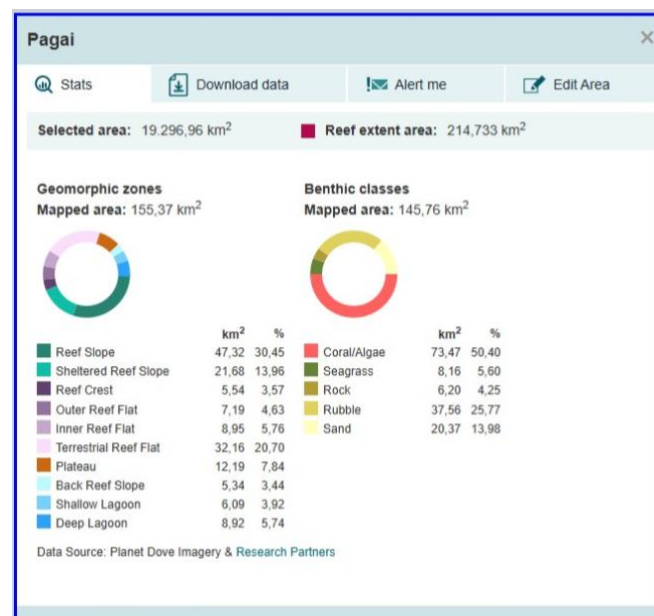 Pagai
Stats Download data Alert me Edit Area
Selected area: 19.296,96 km² Reef extent area: 214,733 km²
Geomorphic zones
Mapped area: 155,37 km²
km² %
Reef Slope 47,32 30,45
Sheltered Reef Slope 21,68 13,96
Reef Crest 5,54 3,57
Outer Reef Flat 7,19 4,63
Inner Reef Flat 8,95 5,76
Terrestrial Reef Flat 32,16 20,70
Plateau 12,19 7,84
Back Reef Slope 5,34 3,44
Shallow Lagoon 6,09 3,92
Deep Lagoon 8,92 5,74
Benthic classes
Mapped area: 145,76 km²
km² %
Coral/Algae 73,47 50,40
Seagrass 8,16 5,60
Rock 6,20 4,25
Rubble 37,56 25,77
Sand 20,37 13,98
Data Source: Planet Dove Imagery & Research Partners